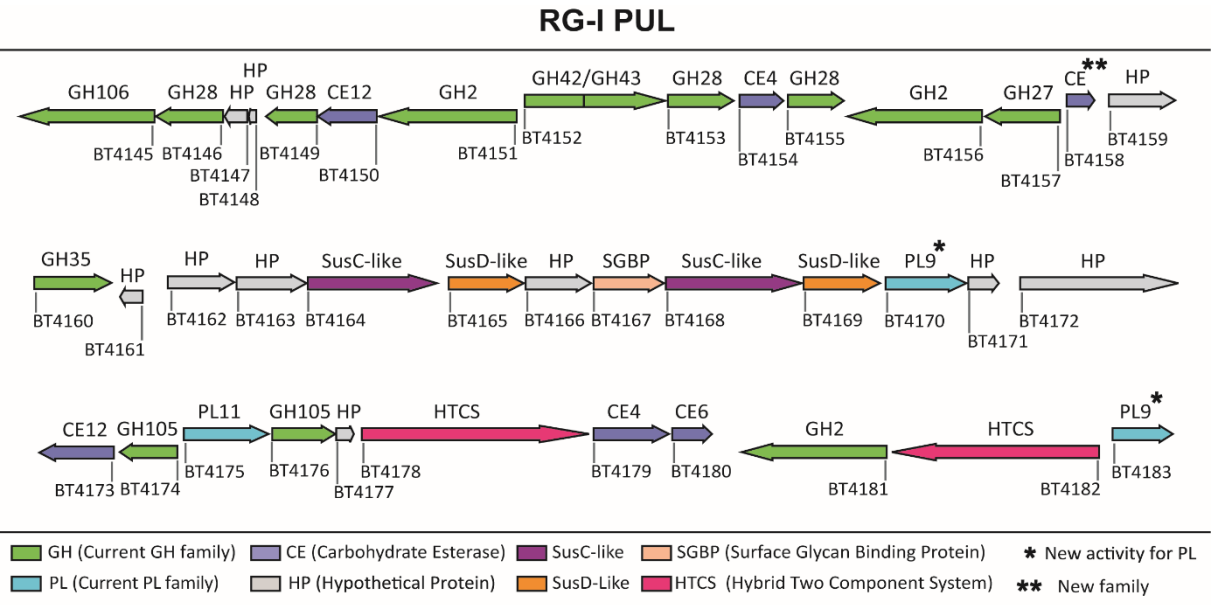 RG-I PUL
HP
GH106 GH28 HP GH28 CE12 GH2 GH42/GH43 GH28 CE4 GH28 GH2 GH27 CE** HP
BT4145 BT4146 BT4147 BT4148 BT4149 BT4150 BT4151 BT4152 BT4153 BT4154 BT4155 BT4156 BT4157 BT4158 BT4159
GH35 HP HP HP SusC-like SusD-like HP SGBP SusC-like SusD-like PL9* HP HP
BT4160 BT4161 BT4162 BT4163 BT4164 BT4165 BT4166 BT4167 BT4168 BT4169 BT4170 BT4171 BT4172
CE12 GH105 PL11 GH105 HP HTCS CE4 CE6 GH2 HTCS PL9*
BT4173 BT4174 BT4175 BT4176 BT4177 BT4178 BT4179 BT4180 BT4181 BT4182 BT4183
GH (Current GH family) CE (Carbohydrate Esterase) SusC-like SGBP (Surface Glycan Binding Protein) * New activity for PL
PL (Current PL family) HP (Hypothetical Protein) SusD-Like HTCS (Hybrid Two Component System) ** New family